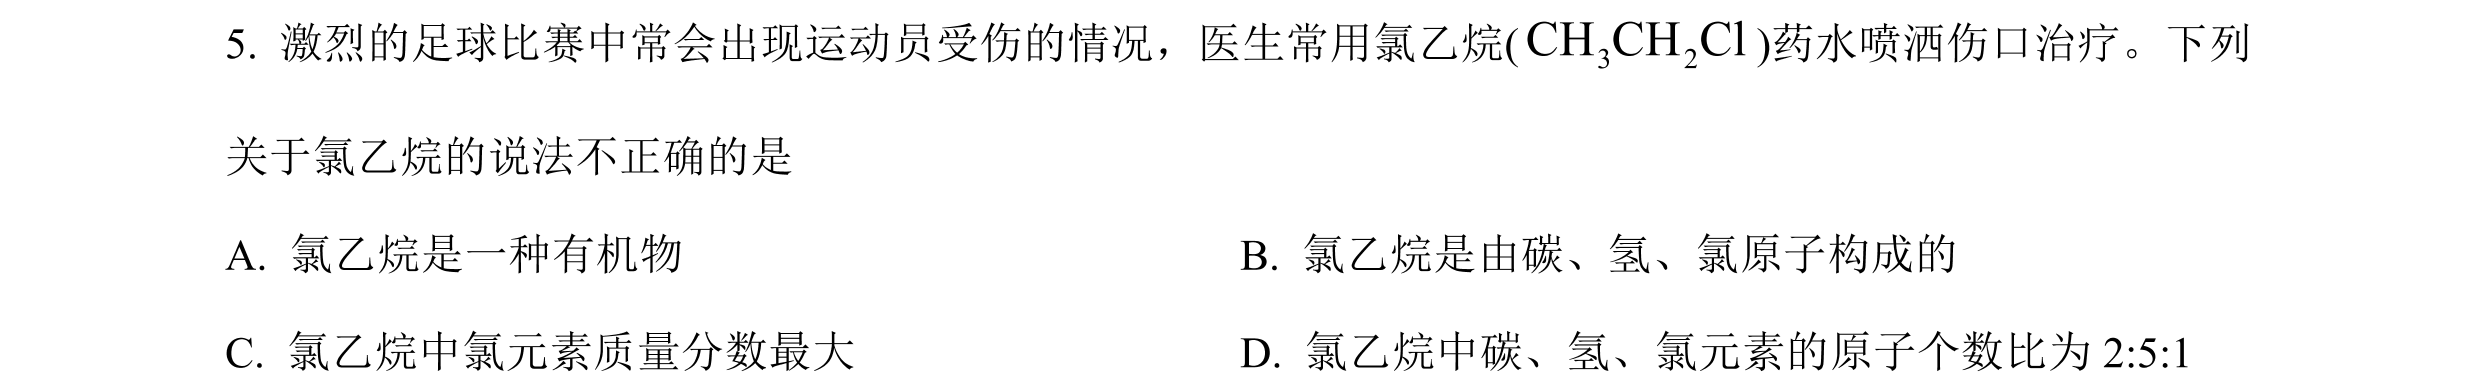 5. 激烈的足球比赛中常会出现运动员受伤的情况，医生常用氯乙烷(CH₃CH₂Cl)药水喷洒伤口治疗。下列
关于氯乙烷的说法不正确的是
A. 氯乙烷是一种有机物 B. 氯乙烷是由碳、氢、氯原子构成的
C. 氯乙烷中氯元素质量分数最大 D. 氯乙烷中碳、氢、氯元素的原子个数比为 2:5:1